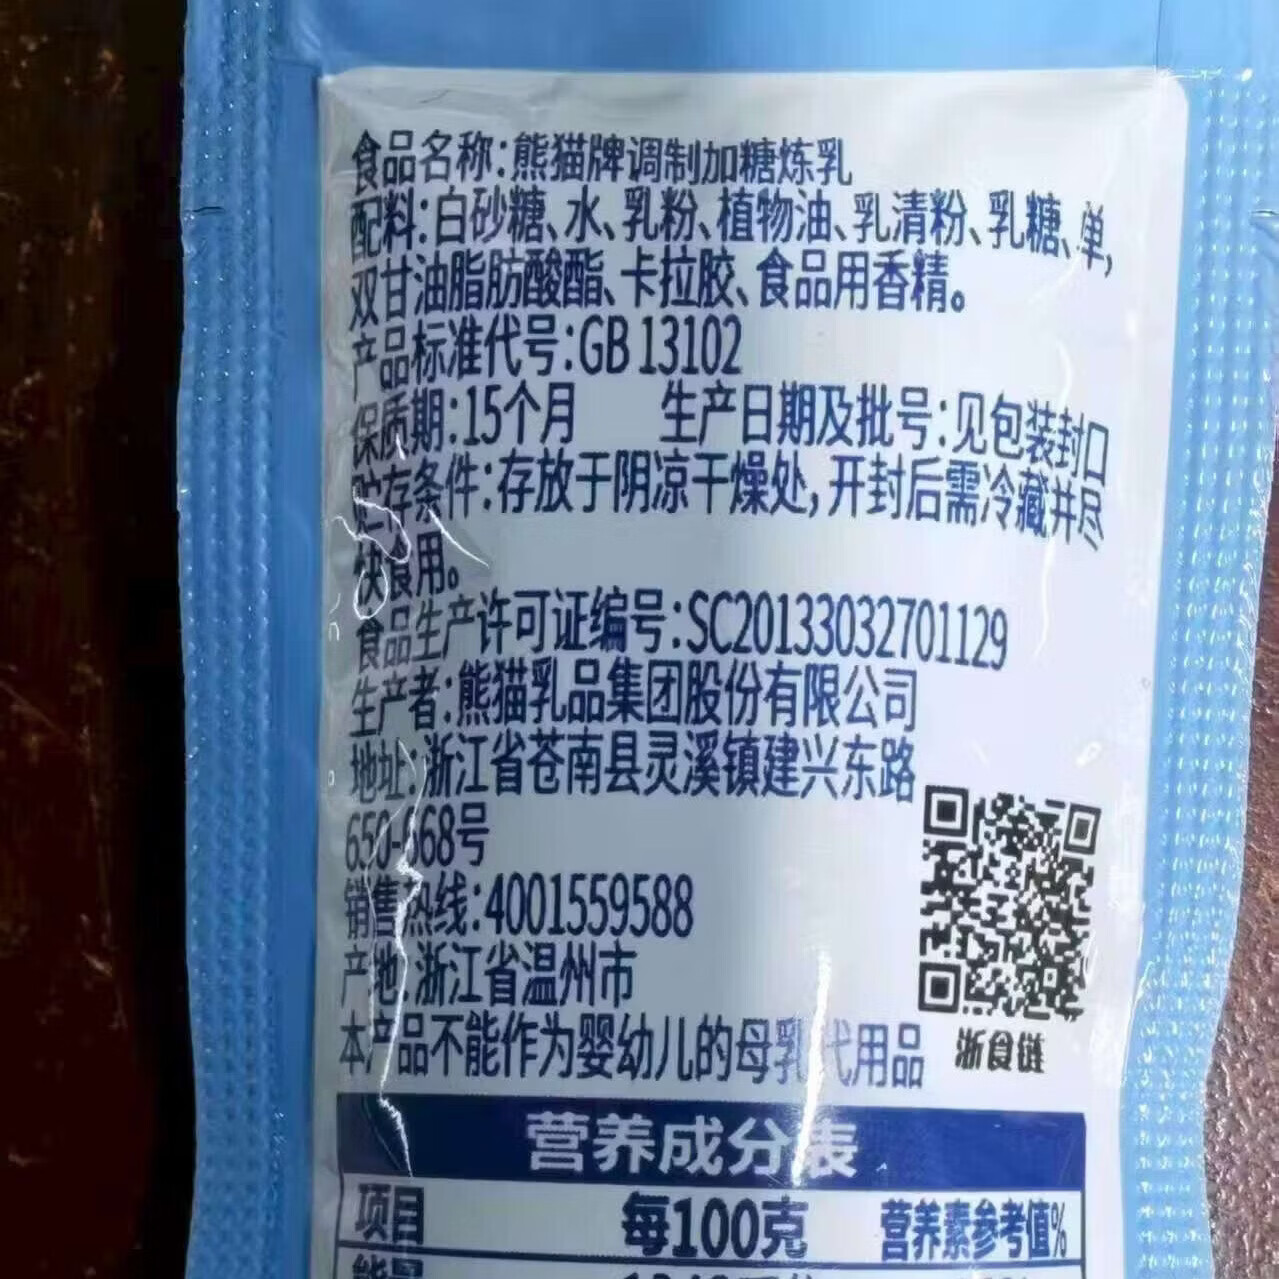 食品名称:熊猫牌调制加糖炼乳
配料:白砂糖、水、乳粉、植物油、乳清粉、乳糖、单,
双甘油脂肪酸酯、卡拉胶、食品用香精。
产品标准代号:GB 13102
保质期:15个月 生产日期及批号:见包装封口
贮存条件:存放于阴凉干燥处,开封后需冷藏并尽
快食用。
食品生产许可证编号:SC20133032701129
生产者:熊猫乳品集团股份有限公司
地址:浙江省苍南县灵溪镇建兴东路
650-668号
销售热线:4001559588
产地:浙江省温州市
本产品不能作为婴幼儿的母乳代用品
浙食链
营养成分表
项目 每100克 营养素参考值%
能量